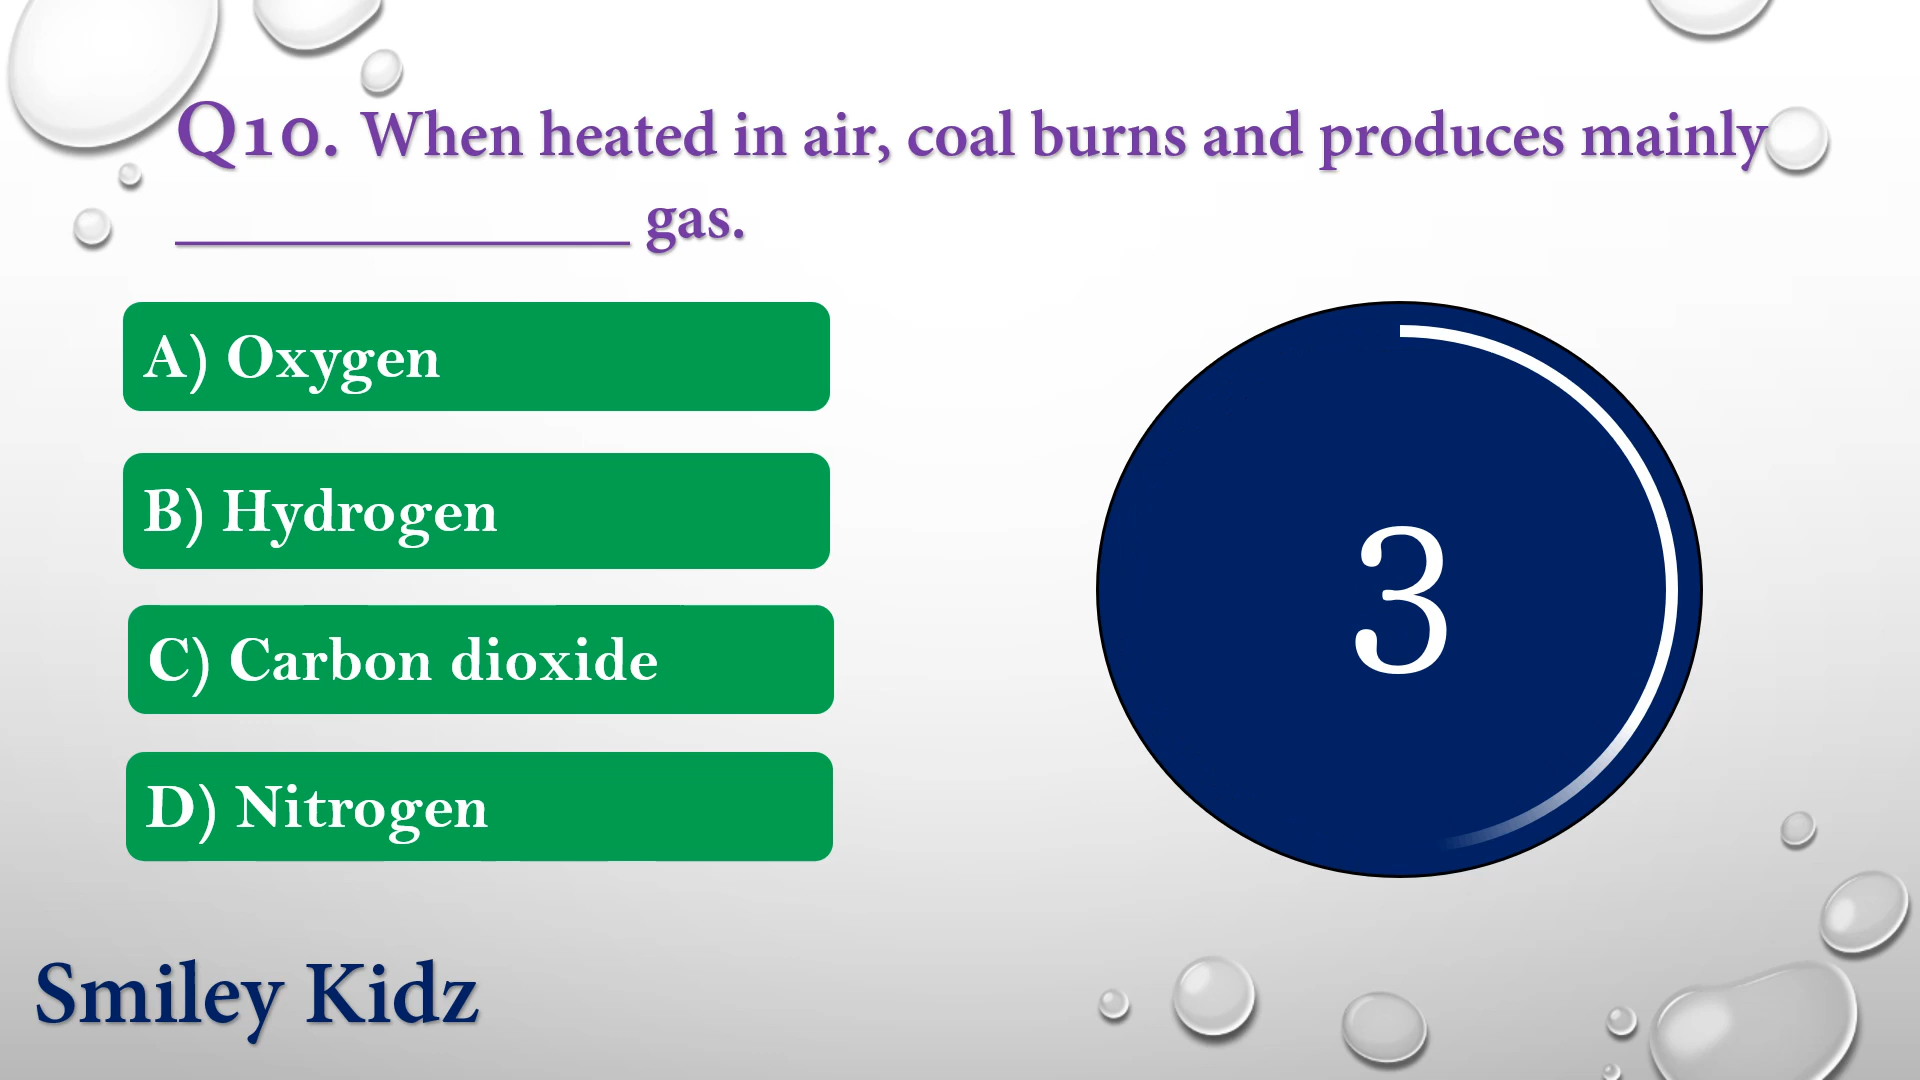 Q10. When heated in air, coal burns and produces mainly
______________ gas.
A) Oxygen
B) Hydrogen
C) Carbon dioxide
D) Nitrogen
3
Smiley Kidz